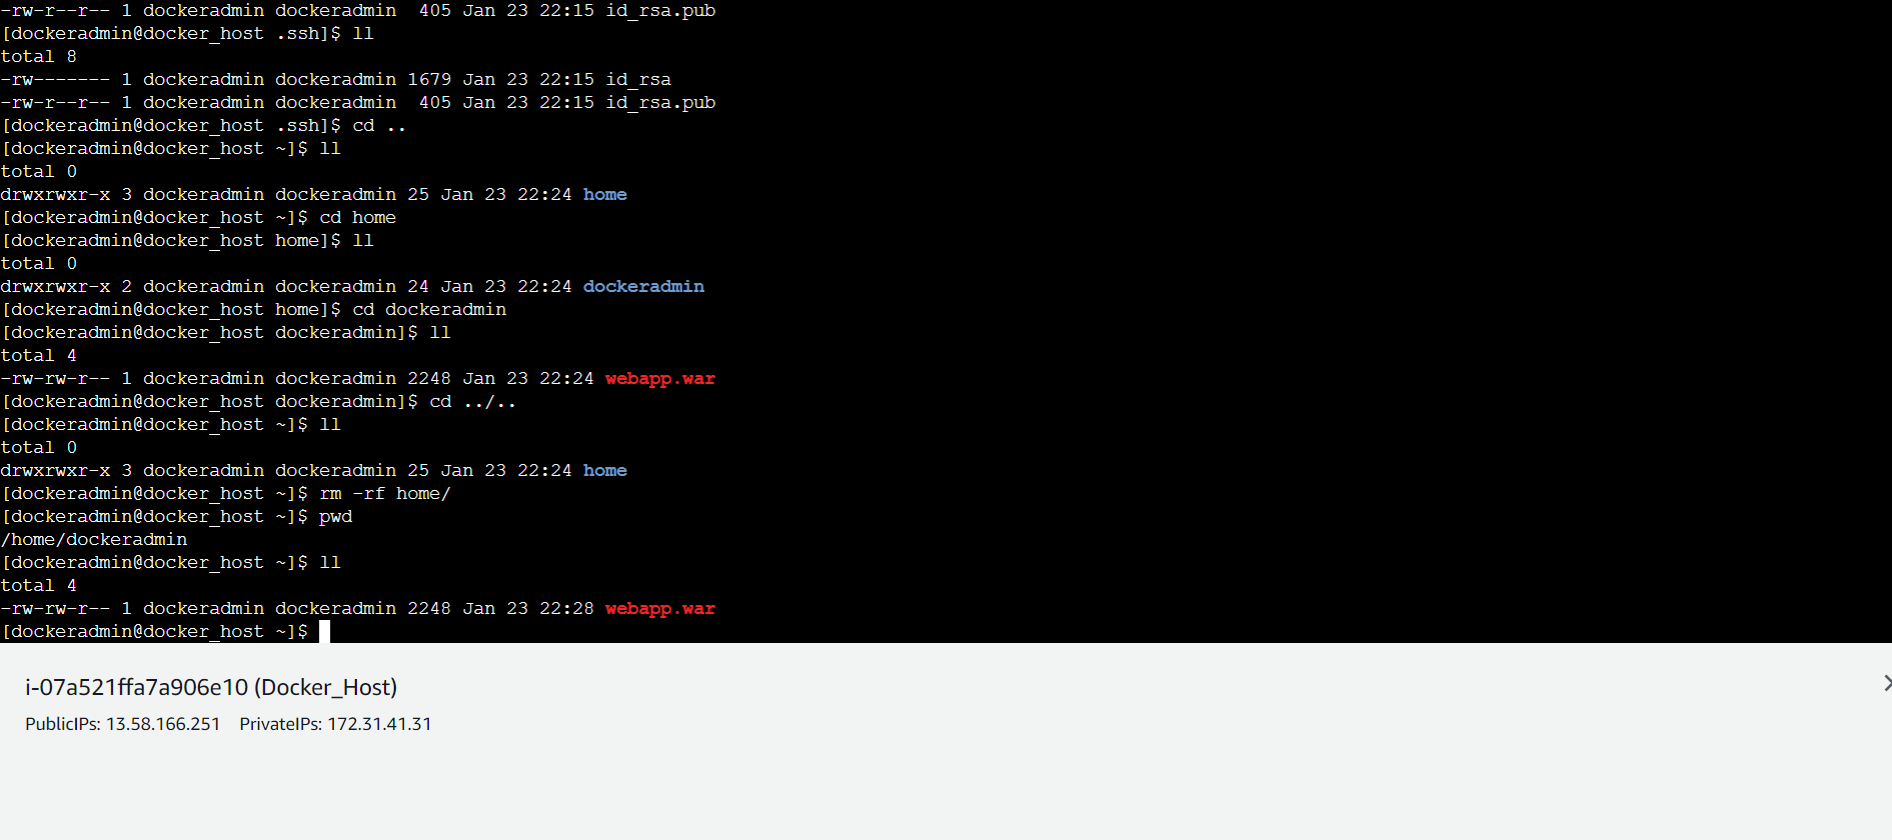 -rw-r--r-- 1 dockeradmin dockeradmin  405 Jan 23 22:15 id_rsa.pub
[dockeradmin@docker_host .ssh]$ ll
total 8
-rw------- 1 dockeradmin dockeradmin 1679 Jan 23 22:15 id_rsa
-rw-r--r-- 1 dockeradmin dockeradmin  405 Jan 23 22:15 id_rsa.pub
[dockeradmin@docker_host .ssh]$ cd ..
[dockeradmin@docker_host ~]$ ll
total 0
drwxrwxr-x 3 dockeradmin dockeradmin 25 Jan 23 22:24 home
[dockeradmin@docker_host ~]$ cd home
[dockeradmin@docker_host home]$ ll
total 0
drwxrwxr-x 2 dockeradmin dockeradmin 24 Jan 23 22:24 dockeradmin
[dockeradmin@docker_host home]$ cd dockeradmin
[dockeradmin@docker_host dockeradmin]$ ll
total 4
-rw-rw-r-- 1 dockeradmin dockeradmin 2248 Jan 23 22:24 webapp.war
[dockeradmin@docker_host dockeradmin]$ cd ../..
[dockeradmin@docker_host ~]$ ll
total 0
drwxrwxr-x 3 dockeradmin dockeradmin 25 Jan 23 22:24 home
[dockeradmin@docker_host ~]$ rm -rf home/
[dockeradmin@docker_host ~]$ pwd
/home/dockeradmin
[dockeradmin@docker_host ~]$ ll
total 4
-rw-rw-r-- 1 dockeradmin dockeradmin 2248 Jan 23 22:28 webapp.war
[dockeradmin@docker_host ~]$
i-07a521ffa7a906e10 (Docker_Host)
PublicIPs: 13.58.166.251    PrivateIPs: 172.31.41.31